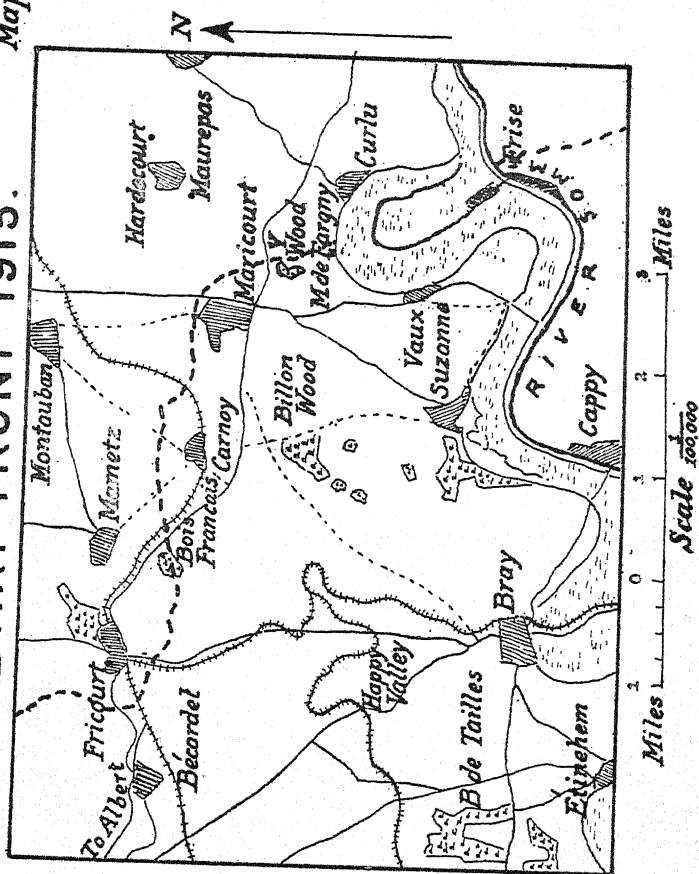 FRONT 1915.
Map
N
Montauban
Hardecourt
Maurepas
Mametz
Maricourt
Carnoy
Bois
Francais
Y
Wood
M de Fargny
Curlu
Fricourt
To Albert
Bécordel
Billon
Wood
Vaux
Suzanne
Frise
Happy
Valley
RIVER SOMME
Bray
Cappy
B de Tailles
Etinehem
Miles
1
0
1
2
3
Miles
Scale 1/100,000